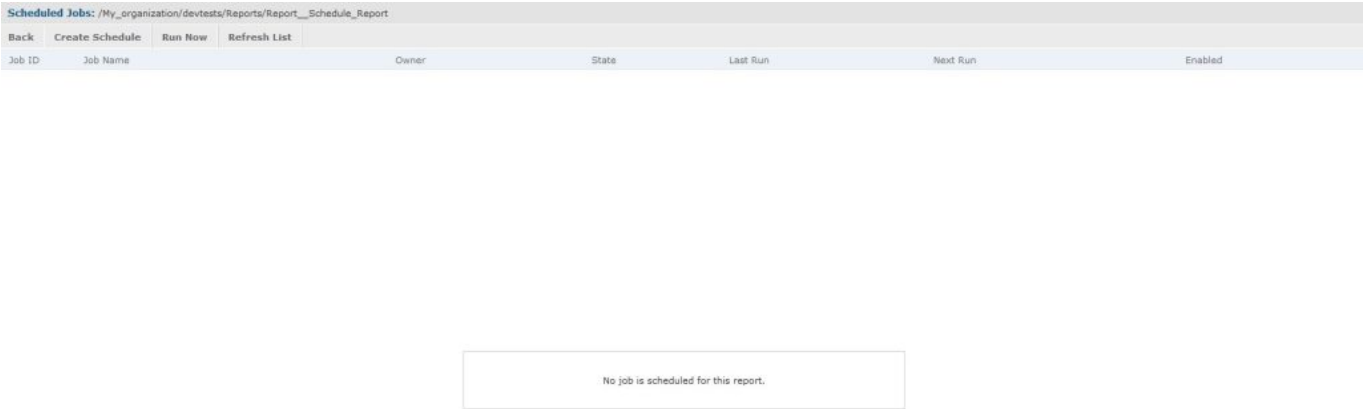 Scheduled Jobs: /My_organization/devtests/Reports/Report__Schedule_Report
Back Create Schedule Run Now Refresh List
Job ID Job Name Owner State Last Run Next Run Enabled
No job is scheduled for this report.